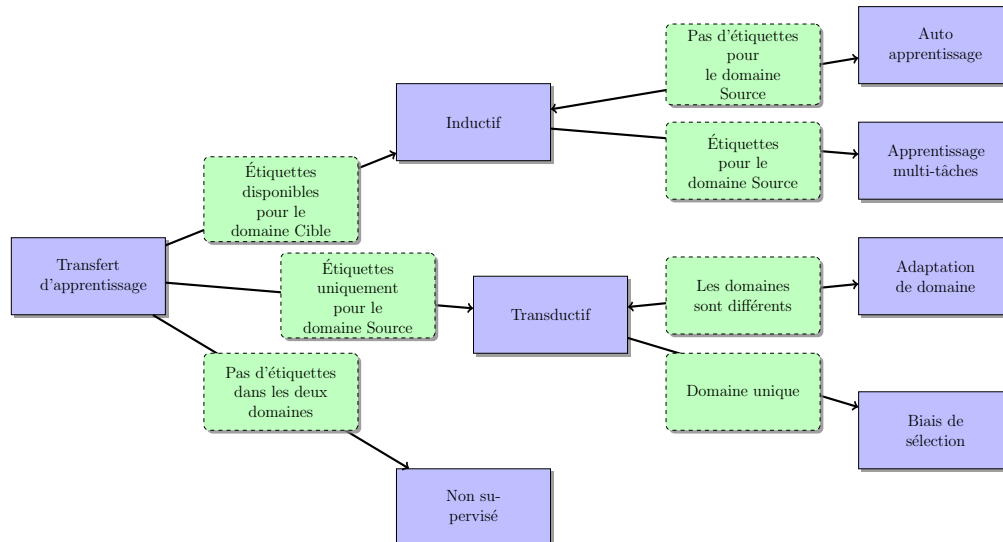 Pas d'étiquettes
pour
le domaine
Source
Auto
apprentissage
Inductif
Étiquettes
pour le
domaine Source
Apprentissage
multi-tâches
Étiquettes
disponibles
pour le
domaine Cible
Transfert
d'apprentissage
Étiquettes
uniquement
pour le
domaine Source
Transductif
Les domaines
sont différents
Adaptation
de domaine
Pas d'étiquettes
dans les deux
domaines
Domaine unique
Biais de
sélection
Non su-
pervisé